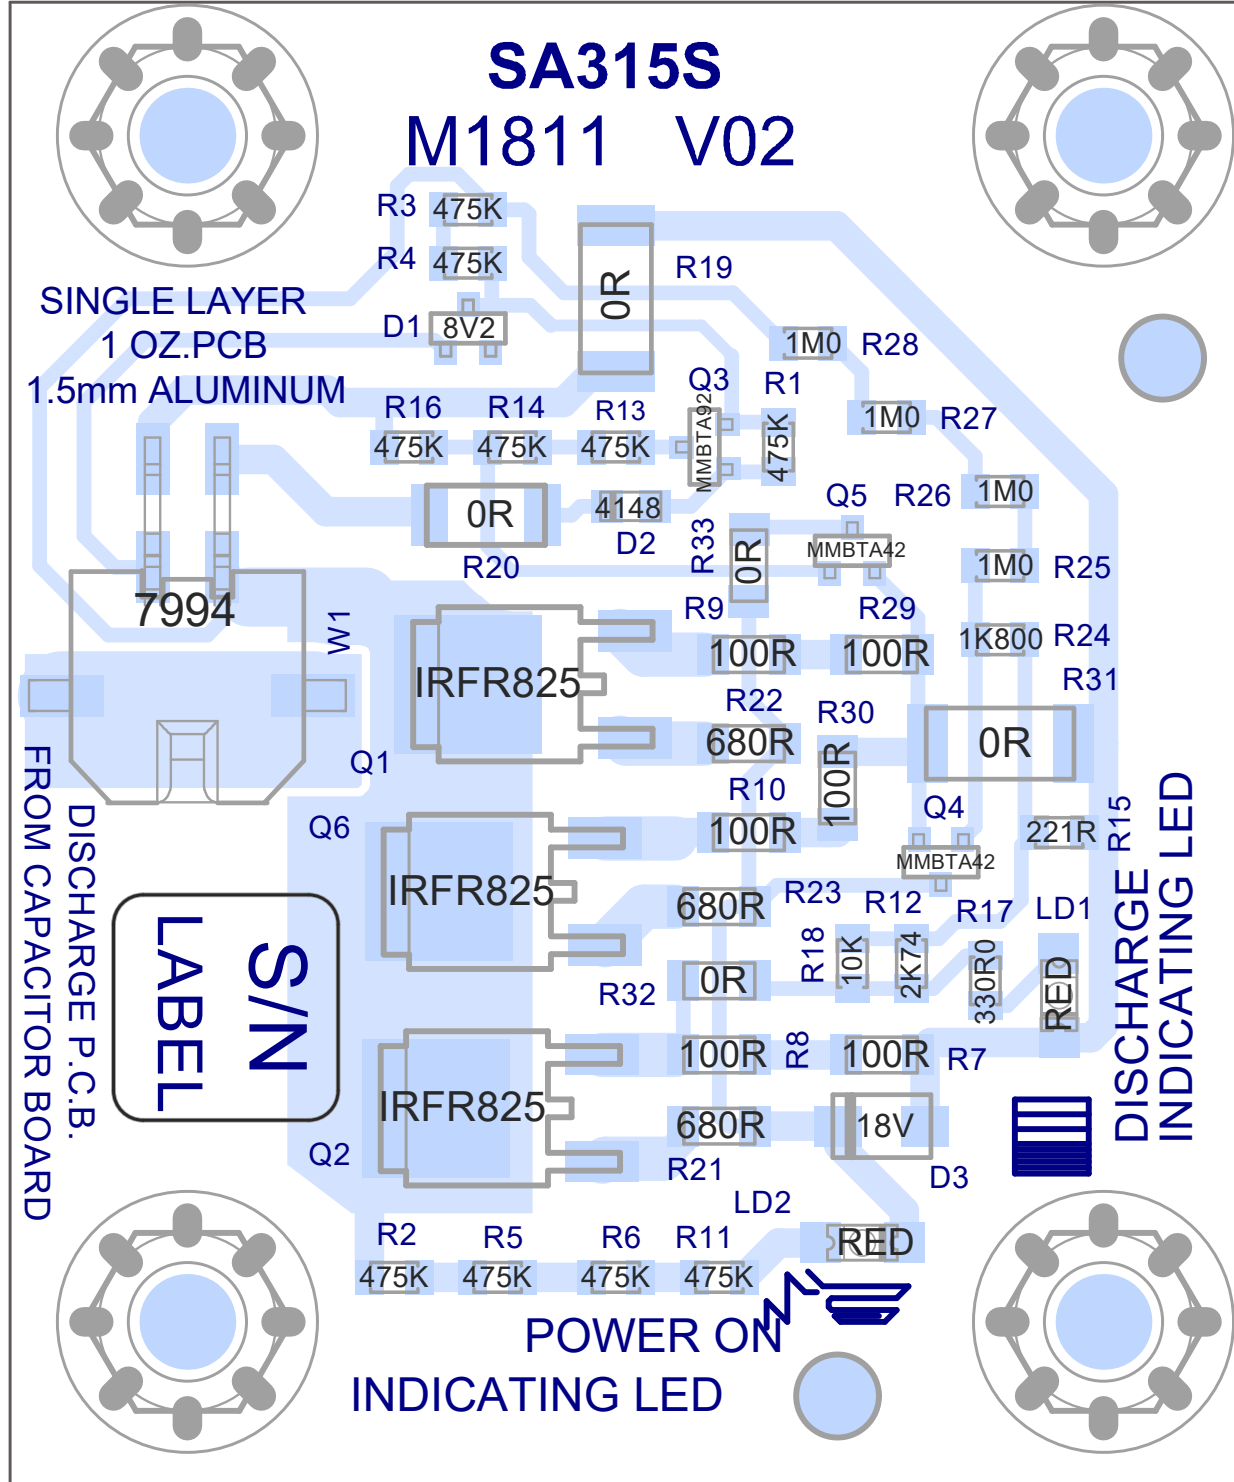 SA315S
M1811 V02
R3 475K
R4 475K
0R R19
SINGLE LAYER
1 OZ.PCB
1.5mm ALUMINUM
D1 8V2
1M0 R28
Q3 R1
R16 R14 R13
1M0 R27
475K 475K 475K MMBTA92 475K
0R 4148
R20 D2
R33 0R
Q5 R26 1M0
MMBTA42
1M0 R25
7994
W1
R9 R29
1K800 R24
IRFR825 100R 100R
R31
R22 R30
Q1 680R 100R 0R
R10
Q6 100R Q4 221R R15
MMBTA42
IRFR825 680R R23 R12 R17 LD1
R18 10K 2K74 330R0 RED
R32 0R
100R R8 100R R7
IRFR825 680R 18V
Q2 R21 D3
LD2
R2 R5 R6 R11 RED
475K 475K 475K 475K
DISCHARGE P.C.B.
FROM CAPACITOR BOARD
S/N
LABEL
DISCHARGE
INDICATING LED
POWER ON
INDICATING LED